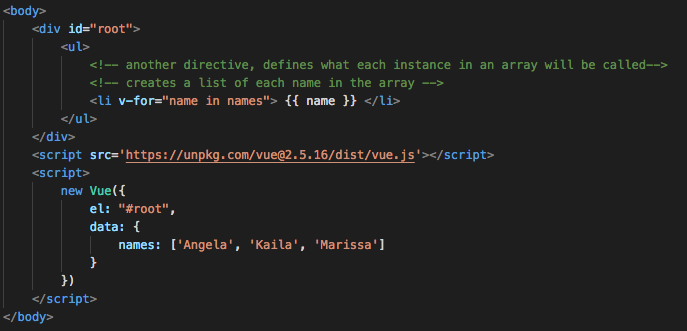 <body>
<div id="root">
<ul>
<!-- another directive, defines what each instance in an array will be called-->
<!-- creates a list of each name in the array -->
<li v-for="name in names"> {{ name }} </li>
</ul>
</div>
<script src='https://unpkg.com/vue@2.5.16/dist/vue.js'></script>
<script>
new Vue({
el: "#root",
data: {
names: ['Angela', 'Kaila', 'Marissa']
}
})
</script>
</body>